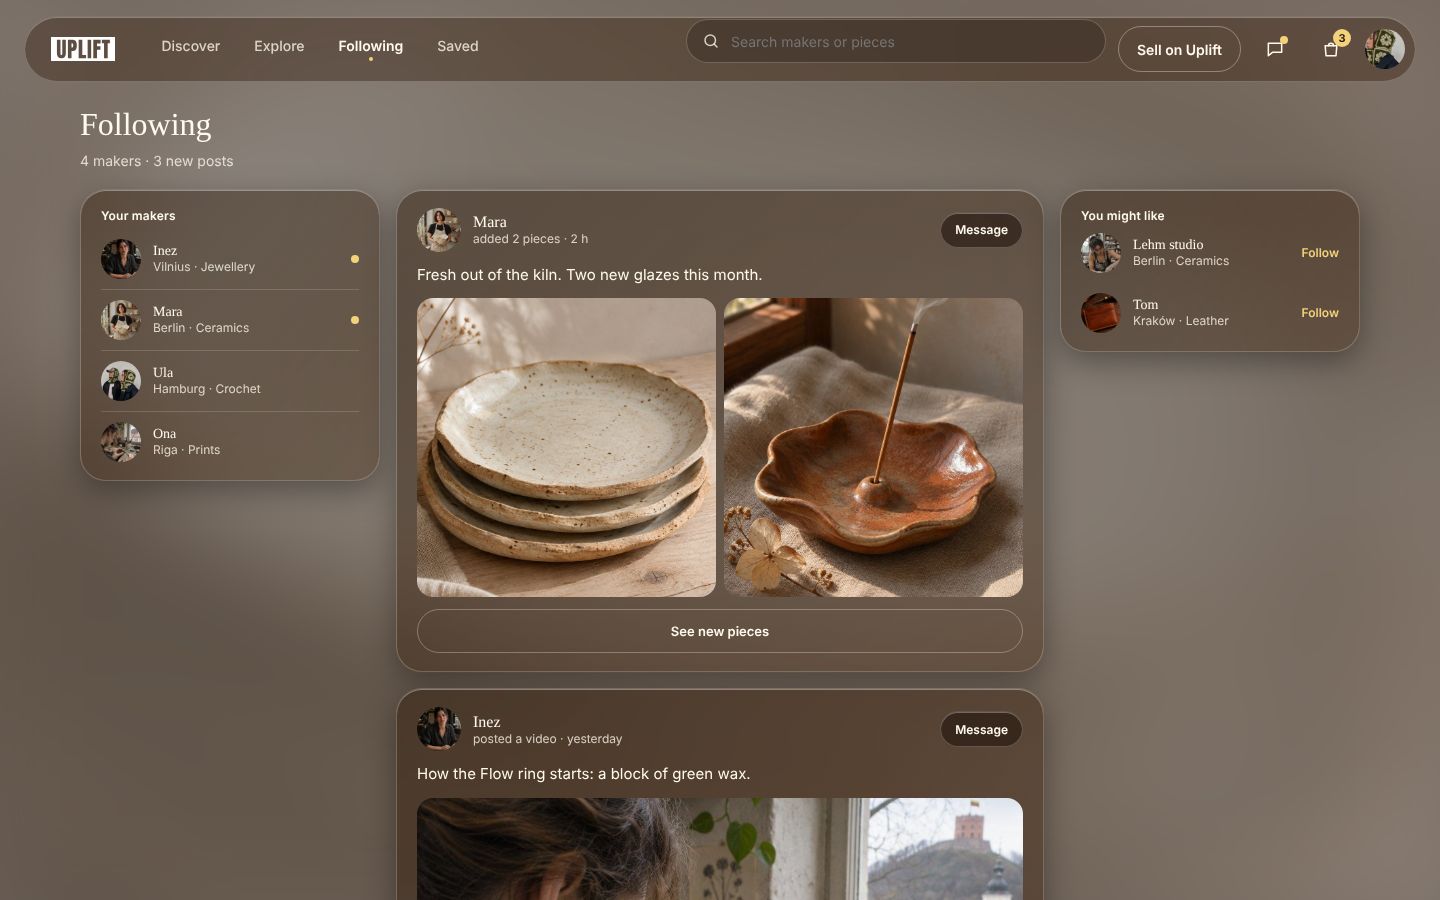 UPLIFT
Discover
Explore
Following
Saved
Search makers or pieces
Sell on Uplift
3
Following
4 makers · 3 new posts
Your makers
Inez
Vilnius · Jewellery
Mara
Berlin · Ceramics
Ula
Hamburg · Crochet
Ona
Riga · Prints
Mara
added 2 pieces · 2 h
Message
Fresh out of the kiln. Two new glazes this month.
See new pieces
Inez
posted a video · yesterday
Message
How the Flow ring starts: a block of green wax.
You might like
Lehm studio
Berlin · Ceramics
Follow
Tom
Kraków · Leather
Follow